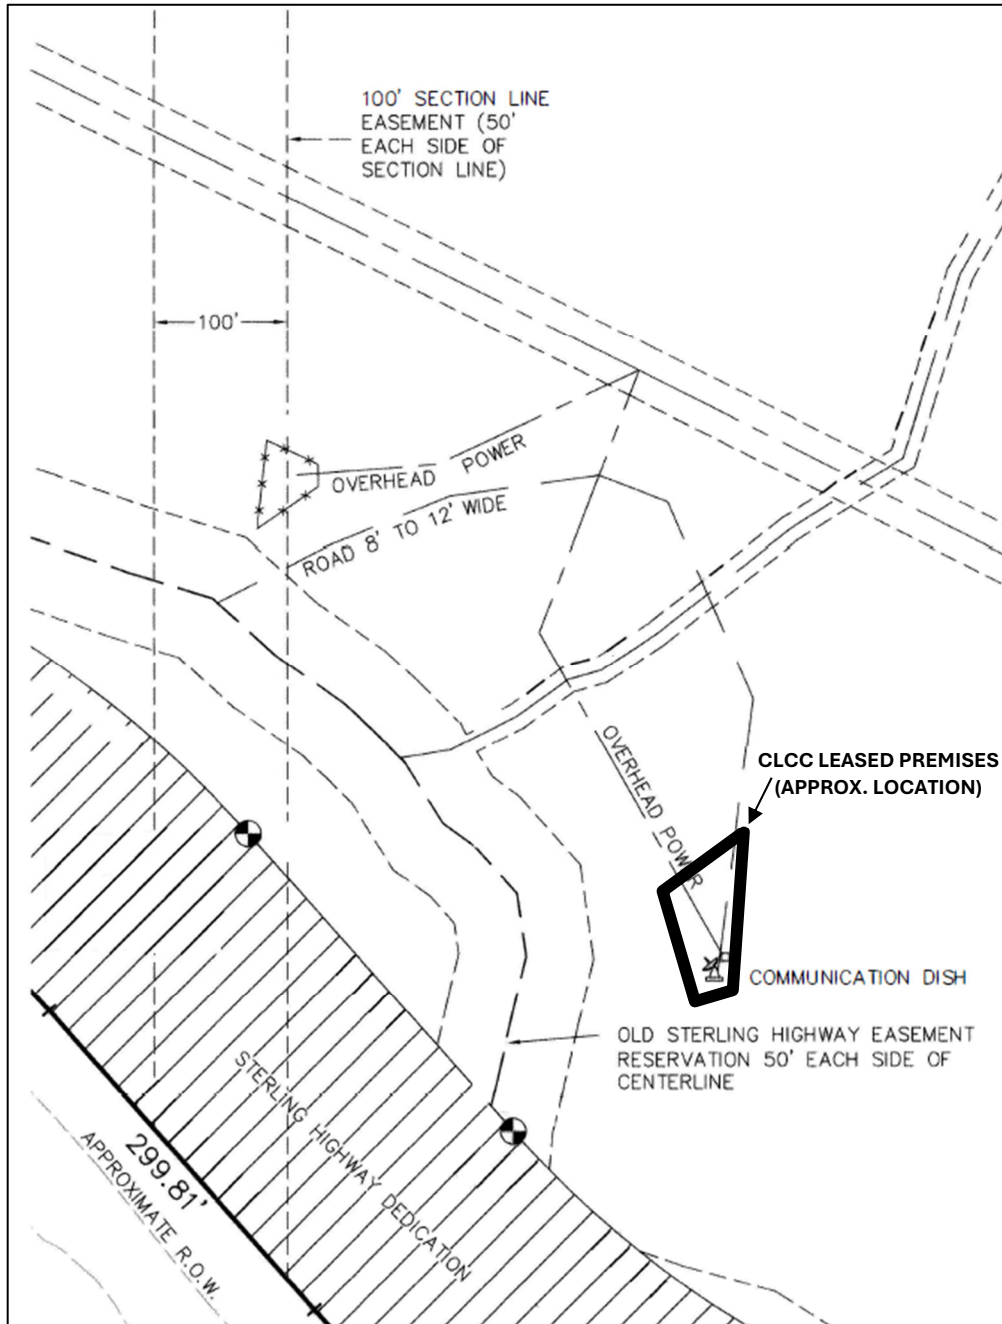 100' SECTION LINE
EASEMENT (50'
EACH SIDE OF
SECTION LINE)
100'
OVERHEAD POWER
ROAD 8' TO 12' WIDE
OVERHEAD POWER
CLCC LEASED PREMISES
(APPROX. LOCATION)
COMMUNICATION DISH
OLD STERLING HIGHWAY EASEMENT
RESERVATION 50' EACH SIDE OF
CENTERLINE
STERLING HIGHWAY DEDICATION
299.81'
APPROXIMATE R.O.W.